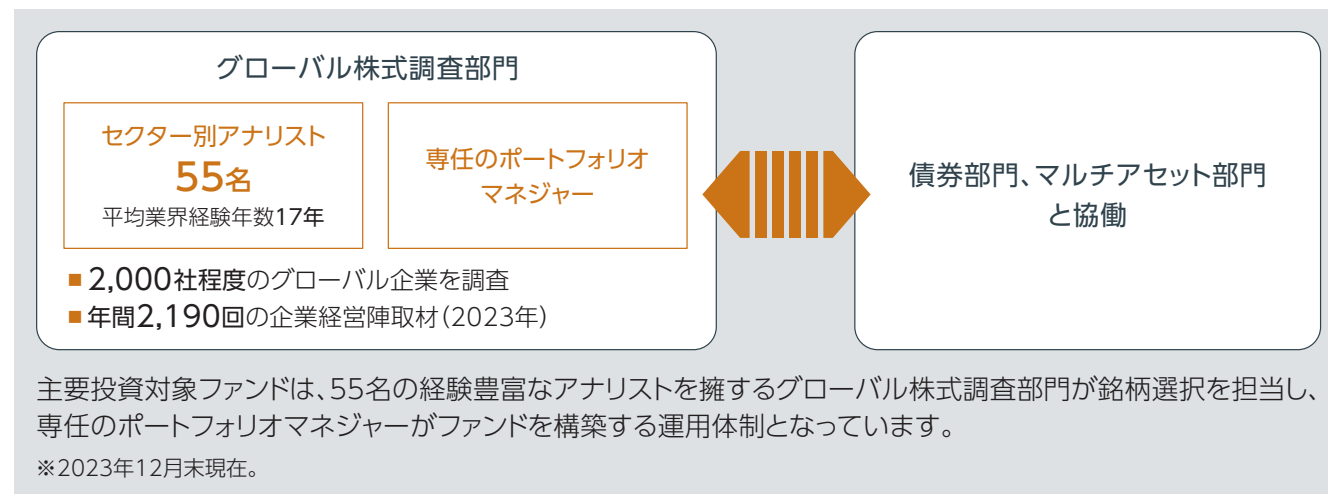 グローバル株式調査部門
セクター別アナリスト
55名
平均業界経験年数17年
専任のポートフォリオ
マネジャー
■2,000社程度のグローバル企業を調査
■年間2,190回の企業経営陣取材（2023年）
債券部門、マルチアセット部門
と協働
主要投資対象ファンドは、55名の経験豊富なアナリストを擁するグローバル株式調査部門が銘柄選択を担当し、
専任のポートフォリオマネジャーがファンドを構築する運用体制となっています。
※2023年12月末現在。